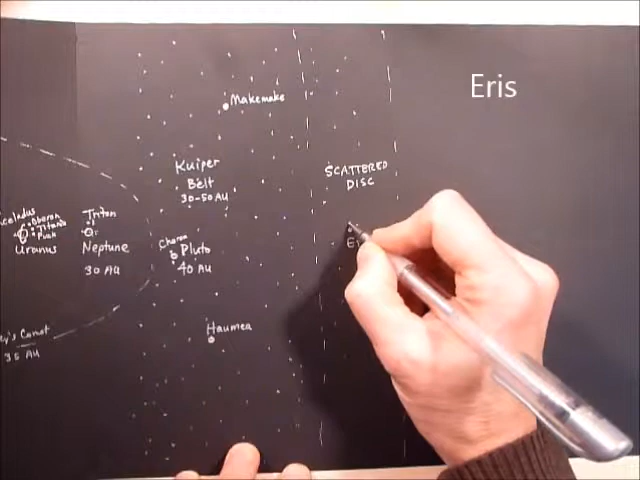 Eris
Makemake
Kuiper
Belt
30-50 AU
SCATTERED
DISC
Oberon
Titania
Puck
Uranus
Triton
Neptune
30 AU
Charon
Pluto
40 AU
Haumea
Comet
35 AU